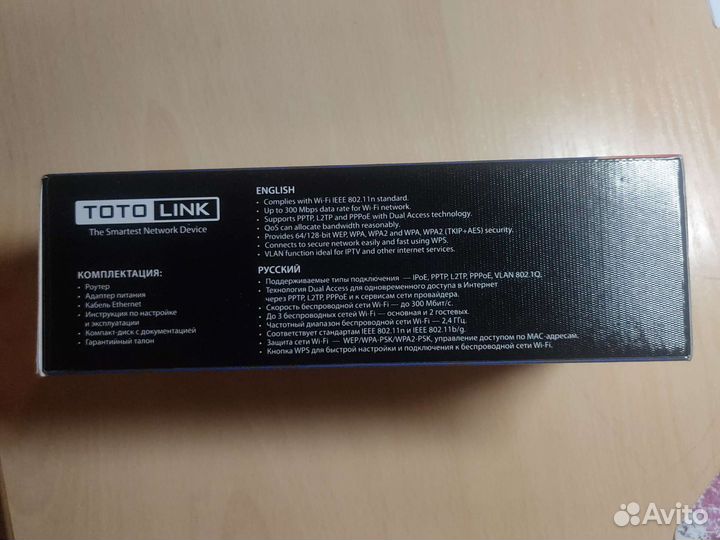 TOTO LINK
The Smartest Network Device
КОМПЛЕКТАЦИЯ:
• Роутер
• Адаптер питания
• Кабель Ethernet
• Инструкция по настройке
и эксплуатации
• Компакт-диск с документацией
• Гарантийный талон
ENGLISH
• Complies with Wi-Fi IEEE 802.11n standard.
• Up to 300 Mbps data rate for Wi-Fi network.
• Supports PPTP, L2TP and PPPoE with Dual Access technology.
• QoS can allocate bandwidth reasonably.
• Provides 64/128-bit WEP, WPA, WPA2 and WPA, WPA2 (TKIP+AES) security.
• Connects to secure network easily and fast using WPS.
• VLAN function ideal for IPTV and other internet services.
РУССКИЙ
• Поддерживаемые типы подключения — IPoE, PPTP, L2TP, PPPoE, VLAN 802.1Q.
• Технология Dual Access для одновременного доступа в Интернет
через PPTP, L2TP, PPPoE и к сервисам сети провайдера.
• Скорость беспроводной сети Wi-Fi — до 300 Мбит/с.
• До 3 беспроводных сетей Wi-Fi — основная и 2 гостевых.
• Частотный диапазон беспроводной сети Wi-Fi — 2,4 ГГц.
• Соответствует стандартам IEEE 802.11n и IEEE 802.11b/g.
• Защита сети Wi-Fi — WEP/WPA-PSK/WPA2-PSK, управление доступом по MAC-адресам.
• Кнопка WPS для быстрой настройки и подключения к беспроводной сети Wi-Fi.
Avito